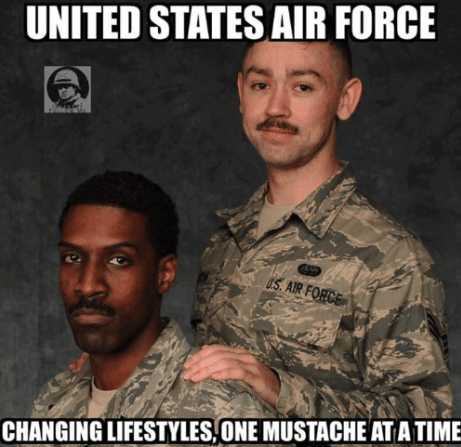 UNITED STATES AIR FORCE
U.S. AIR FORCE
CHANGING LIFESTYLES, ONE MUSTACHE AT A TIME